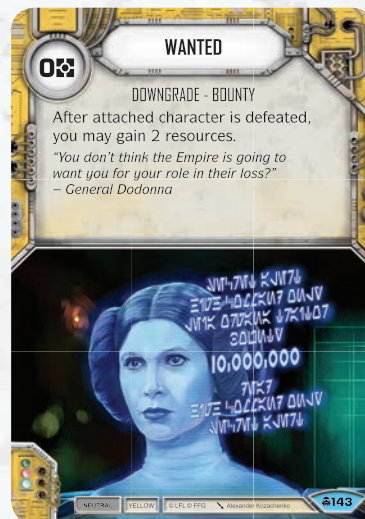 WANTED
0
DOWNGRADE - BOUNTY
After attached character is defeated,
you may gain 2 resources.
"You don't think the Empire is going to
want you for your role in their loss?"
– General Dodonna
10,000,000
NEUTRAL YELLOW © LFL © FFG Alexander Kozachenko 143